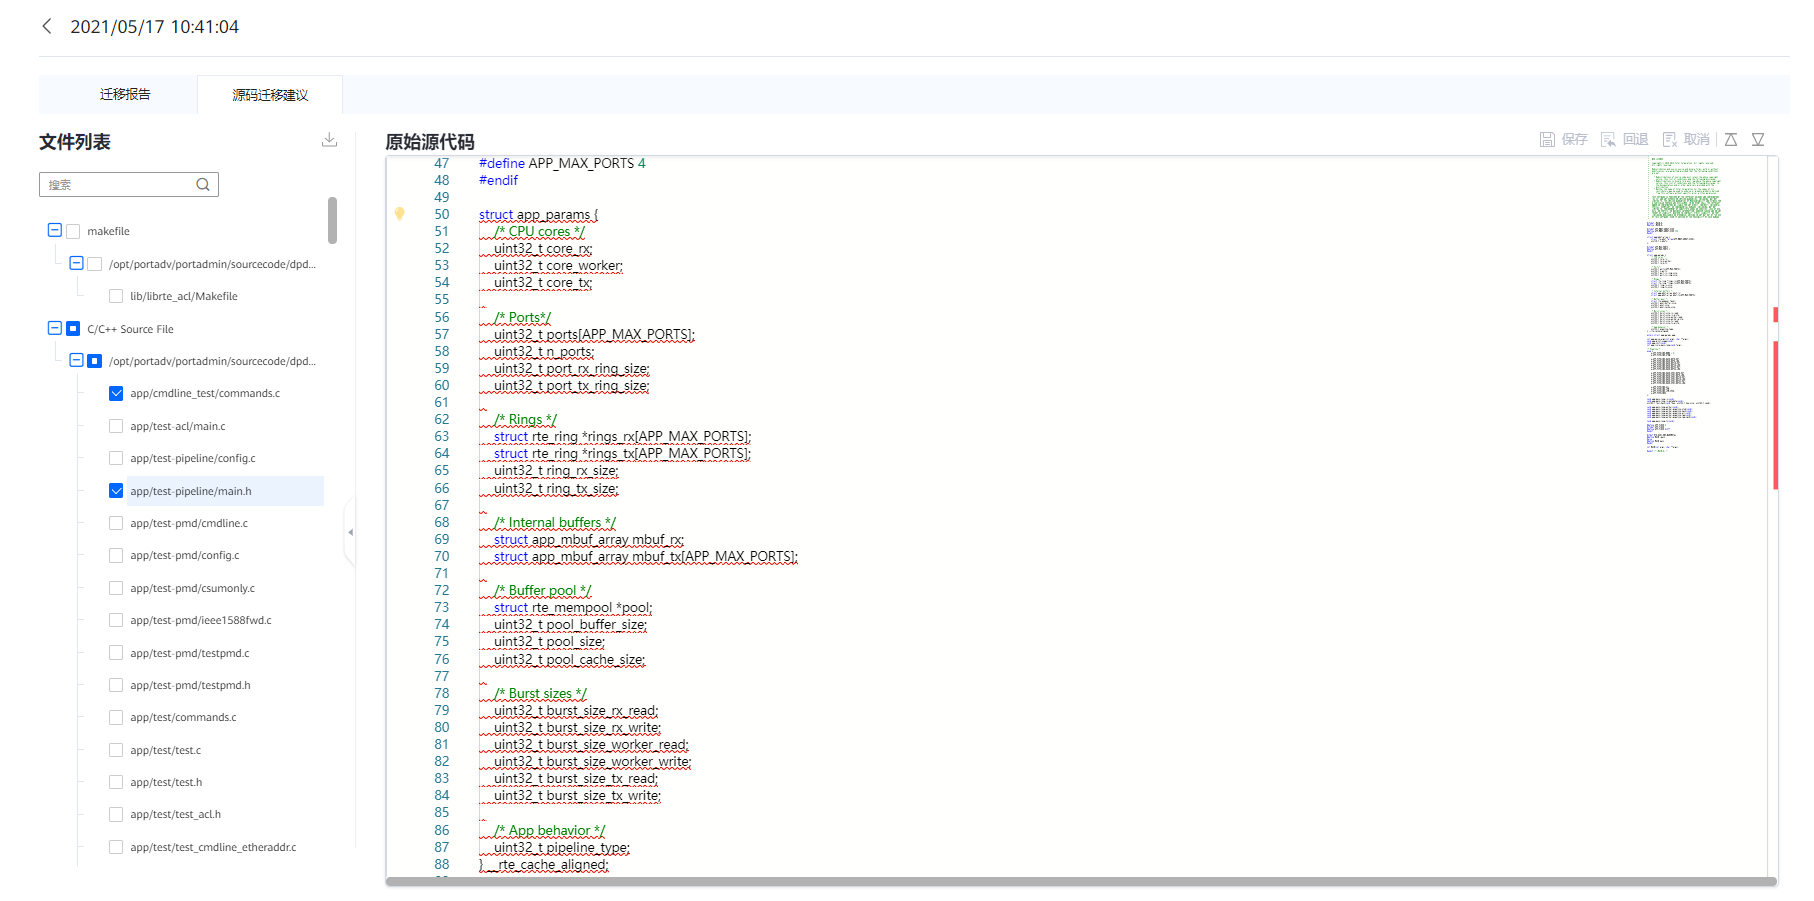 2021/05/17 10:41:04
迁移报告
源码迁移建议
文件列表
搜索
makefile
/opt/portadv/portadmin/sourcecode/dpd...
lib/librte_acl/Makefile
C/C++ Source File
/opt/portadv/portadmin/sourcecode/dpd...
app/cmdline_test/commands.c
app/test-acl/main.c
app/test-pipeline/config.c
app/test-pipeline/main.h
app/test-pmd/cmdline.c
app/test-pmd/config.c
app/test-pmd/csumonly.c
app/test-pmd/ieee1588fwd.c
app/test-pmd/testpmd.c
app/test-pmd/testpmd.h
app/test/commands.c
app/test/test.c
app/test/test.h
app/test/test_acl.h
app/test/test_cmdline_etheraddr.c
原始源代码
保存 回退 取消
47 #define APP_MAX_PORTS 4
48 #endif
49
50 struct app_params {
51 /* CPU cores */
52 uint32_t core_rx;
53 uint32_t core_worker;
54 uint32_t core_tx;
55
56 /* Ports*/
57 uint32_t ports[APP_MAX_PORTS];
58 uint32_t n_ports;
59 uint32_t port_rx_ring_size;
60 uint32_t port_tx_ring_size;
61
62 /* Rings */
63 struct rte_ring *rings_rx[APP_MAX_PORTS];
64 struct rte_ring *rings_tx[APP_MAX_PORTS];
65 uint32_t ring_rx_size;
66 uint32_t ring_tx_size;
67
68 /* Internal buffers */
69 struct app_mbuf_array mbuf_rx;
70 struct app_mbuf_array mbuf_tx[APP_MAX_PORTS];
71
72 /* Buffer pool */
73 struct rte_mempool *pool;
74 uint32_t pool_buffer_size;
75 uint32_t pool_size;
76 uint32_t pool_cache_size;
77
78 /* Burst sizes */
79 uint32_t burst_size_rx_read;
80 uint32_t burst_size_rx_write;
81 uint32_t burst_size_worker_read;
82 uint32_t burst_size_worker_write;
83 uint32_t burst_size_tx_read;
84 uint32_t burst_size_tx_write;
85
86 /* App behavior */
87 uint32_t pipeline_type;
88 } __rte_cache_aligned;